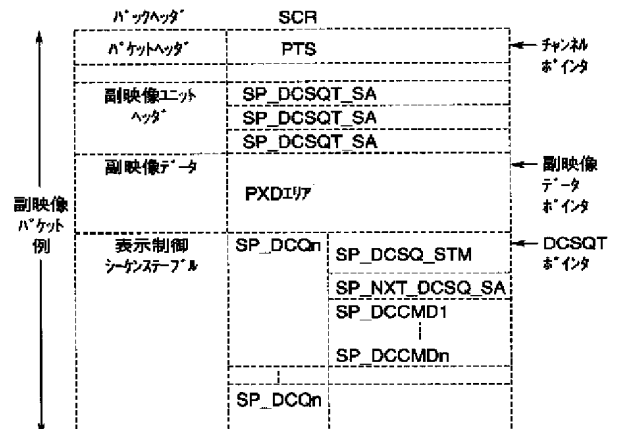 パックヘッダ SCR
パケットヘッダ PTS
チャンネル
ポインタ
副映像ユニット
ヘッダ
SP_DCSQT_SA
SP_DCSQT_SA
SP_DCSQT_SA
副映像データ
PXDエリア
副映像
データ
ポインタ
副映像
パケット
例
表示制御
シーケンステーブル
SP_DCQn
SP_DCSQ_STM
SP_NXT_DCSQ_SA
SP_DCCMD1
SP_DCCMDn
SP_DCQn
DCSQT
ポインタ